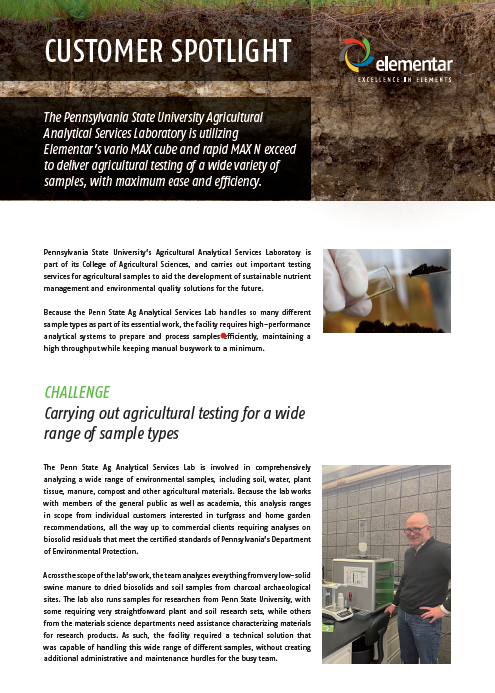 CUSTOMER SPOTLIGHT
elementar
EXCELLENCE IN ELEMENTS
The Pennsylvania State University Agricultural
Analytical Services Laboratory is utilizing
Elementar's vario MAX cube and rapid MAX N exceed
to deliver agricultural testing of a wide variety of
samples, with maximum ease and efficiency.
Pennsylvania State University's Agricultural Analytical Services Laboratory is
part of its College of Agricultural Sciences, and carries out important testing
services for agricultural samples to aid the development of sustainable nutrient
management and environmental quality solutions for the future.
Because the Penn State Ag Analytical Services Lab handles so many different
sample types as part of its essential work, the facility requires high-performance
analytical systems to prepare and process samples efficiently, maintaining a
high throughput while keeping manual busywork to a minimum.
CHALLENGE
Carrying out agricultural testing for a wide
range of sample types
The Penn State Ag Analytical Services Lab is involved in comprehensively
analyzing a wide range of environmental samples, including soil, water, plant
tissue, manure, compost and other agricultural materials. Because the lab works
with members of the general public as well as academia, this analysis ranges
in scope from individual customers interested in turfgrass and home garden
recommendations, all the way up to commercial clients requiring analyses on
biosolid residuals that meet the certified standards of Pennsylvania's Department
of Environmental Protection.
Across the scope of the lab's work, the team analyzes everything from very low-solid
swine manure to dried biosolids and soil samples from charcoal archaeological
sites. The lab also runs samples for researchers from Penn State University, with
some requiring very straightforward plant and soil research sets, while others
from the materials science departments need assistance characterizing materials
for research products. As such, the facility required a technical solution that
was capable of handling this wide range of different samples, without creating
additional administrative and maintenance hurdles for the busy team.